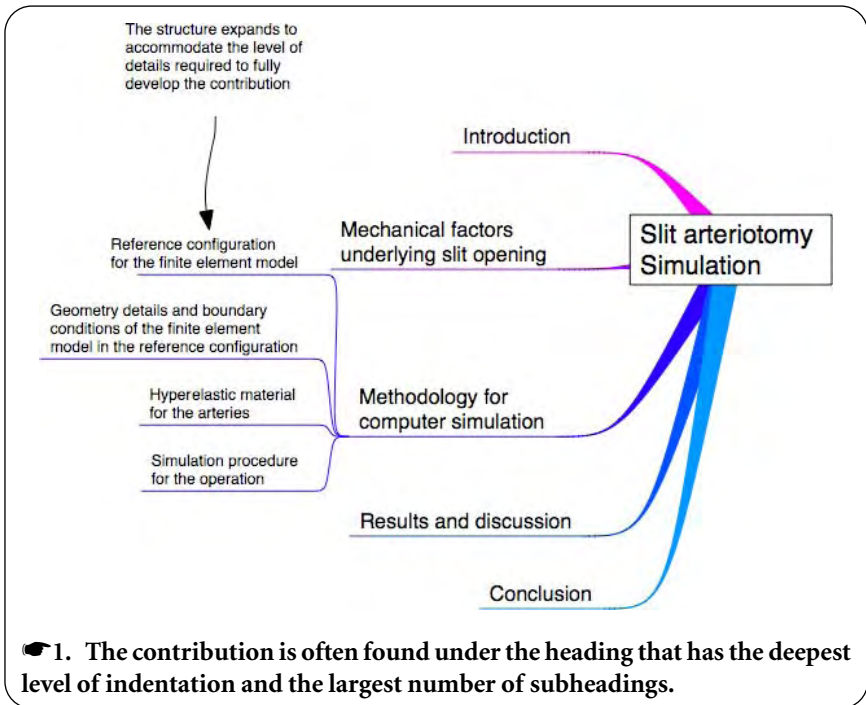 The structure expands to
accommodate the level of
details required to fully
develop the contribution
Introduction
Mechanical factors
underlying slit opening
Slit arteriotomy
Simulation
Reference configuration
for the finite element model
Geometry details and boundary
conditions of the finite element
model in the reference configuration
Hyperelastic material
for the arteries
Simulation procedure
for the operation
Methodology for
computer simulation
Results and discussion
Conclusion
☛1. The contribution is often found under the heading that has the deepest
level of indentation and the largest number of subheadings.